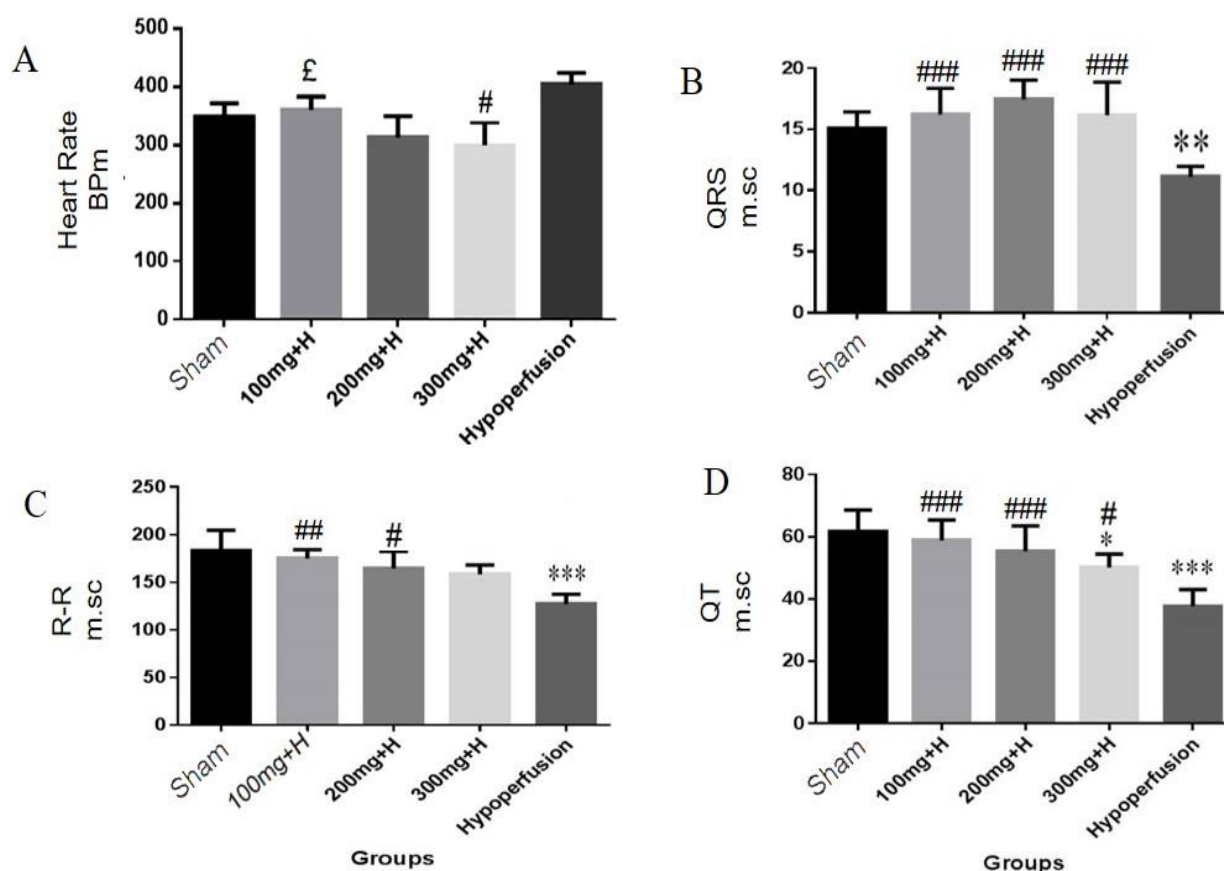 A
Heart Rate
BPm
500
400
300
200
100
0
£
#
Sham
100mg+H
200mg+H
300mg+H
Hypoperfusion
B
QRS
m.sc
20
15
10
5
0
###
###
###
**
Sham
100mg+H
200mg+H
300mg+H
Hypoperfusion
C
R-R
m.sc
250
200
150
100
50
0
##
#
***
Sham
100mg+H
200mg+H
300mg+H
Hypoperfusion
Groups
D
QT
m.sc
80
60
40
20
0
###
###
#
*
***
Sham
100mg+H
200mg+H
300mg+H
Hypoperfusion
Groups